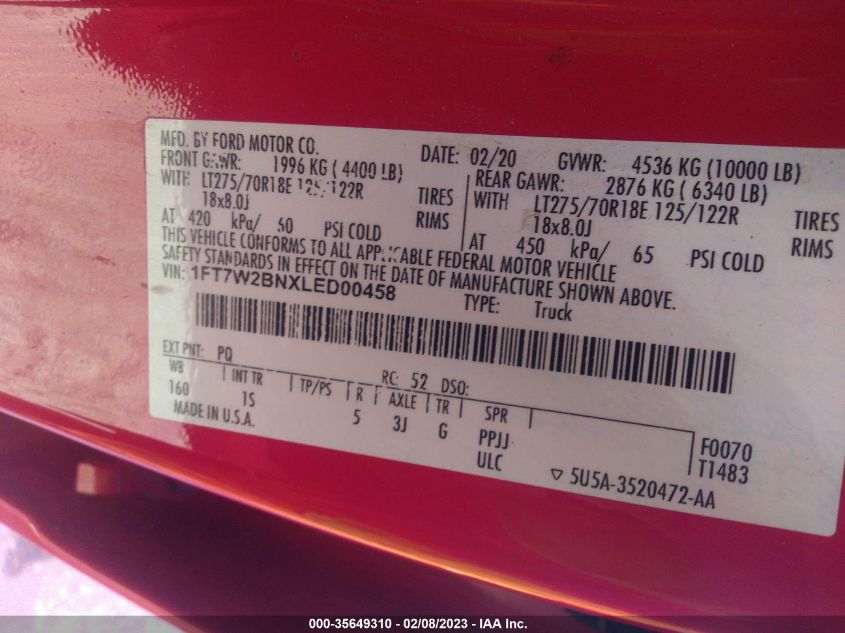 MFD. BY FORD MOTOR CO.
DATE: 02/20 GVWR: 4536 KG (10000 LB)
FRONT GAWR: 1996 KG ( 4400 LB)
REAR GAWR: 2876 KG ( 6340 LB)
WITH LT275/70R18E 125/122R TIRES
WITH LT275/70R18E 125/122R TIRES
18x8.0J RIMS
18x8.0J RIMS
AT 420 kPa/ 60 PSI COLD
AT 450 kPa/ 65 PSI COLD
THIS VEHICLE CONFORMS TO ALL APPLICABLE FEDERAL MOTOR VEHICLE
SAFETY STANDARDS IN EFFECT ON THE DATE OF MANUFACTURE SHOWN ABOVE.
VIN: 1FT7W2BNXLED00458
TYPE: Truck
EXT PNT: PQ RC: 52 DSO:
WB INT TR TP/PS R AXLE TR SPR
160 1S 5 3J G PPJJ
MADE IN U.S.A. ULC
F0070
T1483
5U5A-3520472-AA
000-35649310 - 02/08/2023 - IAA Inc.